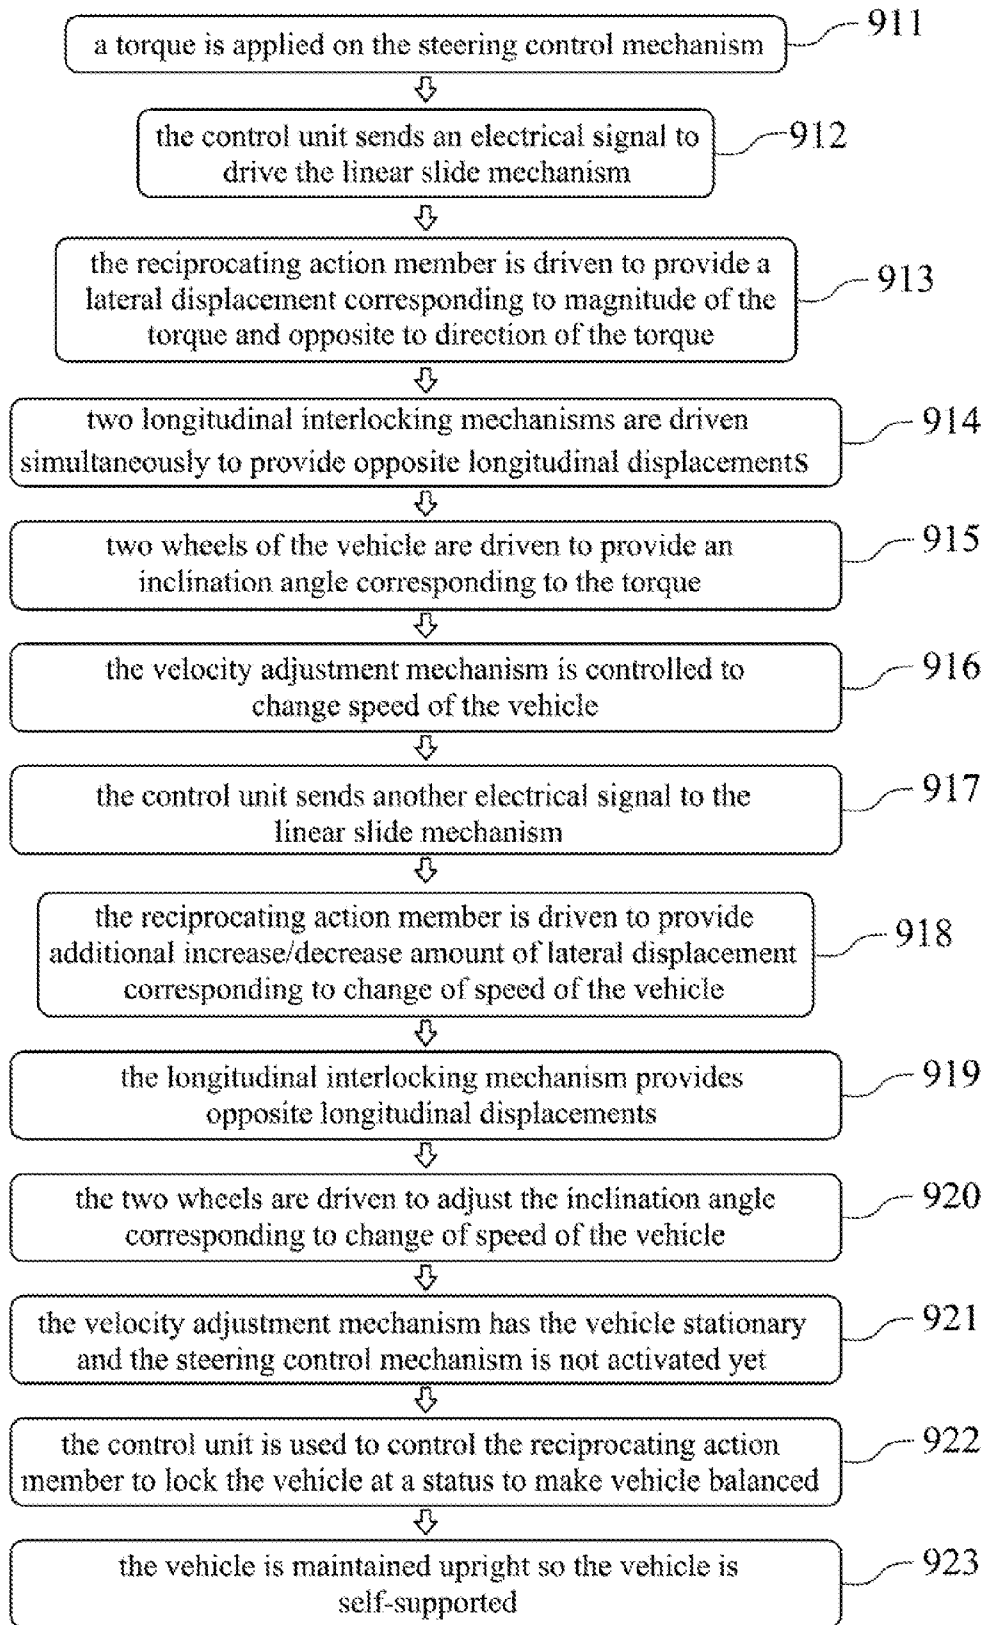 a torque is applied on the steering control mechanism
911
the control unit sends an electrical signal to
drive the linear slide mechanism
912
the reciprocating action member is driven to provide a
lateral displacement corresponding to magnitude of the
torque and opposite to direction of the torque
913
two longitudinal interlocking mechanisms are driven
simultaneously to provide opposite longitudinal displacements
914
two wheels of the vehicle are driven to provide an
inclination angle corresponding to the torque
915
the velocity adjustment mechanism is controlled to
change speed of the vehicle
916
the control unit sends another electrical signal to the
linear slide mechanism
917
the reciprocating action member is driven to provide
additional increase/decrease amount of lateral displacement
corresponding to change of speed of the vehicle
918
the longitudinal interlocking mechanism provides
opposite longitudinal displacements
919
the two wheels are driven to adjust the inclination angle
corresponding to change of speed of the vehicle
920
the velocity adjustment mechanism has the vehicle stationary
and the steering control mechanism is not activated yet
921
the control unit is used to control the reciprocating action
member to lock the vehicle at a status to make vehicle balanced
922
the vehicle is maintained upright so the vehicle is
self-supported
923